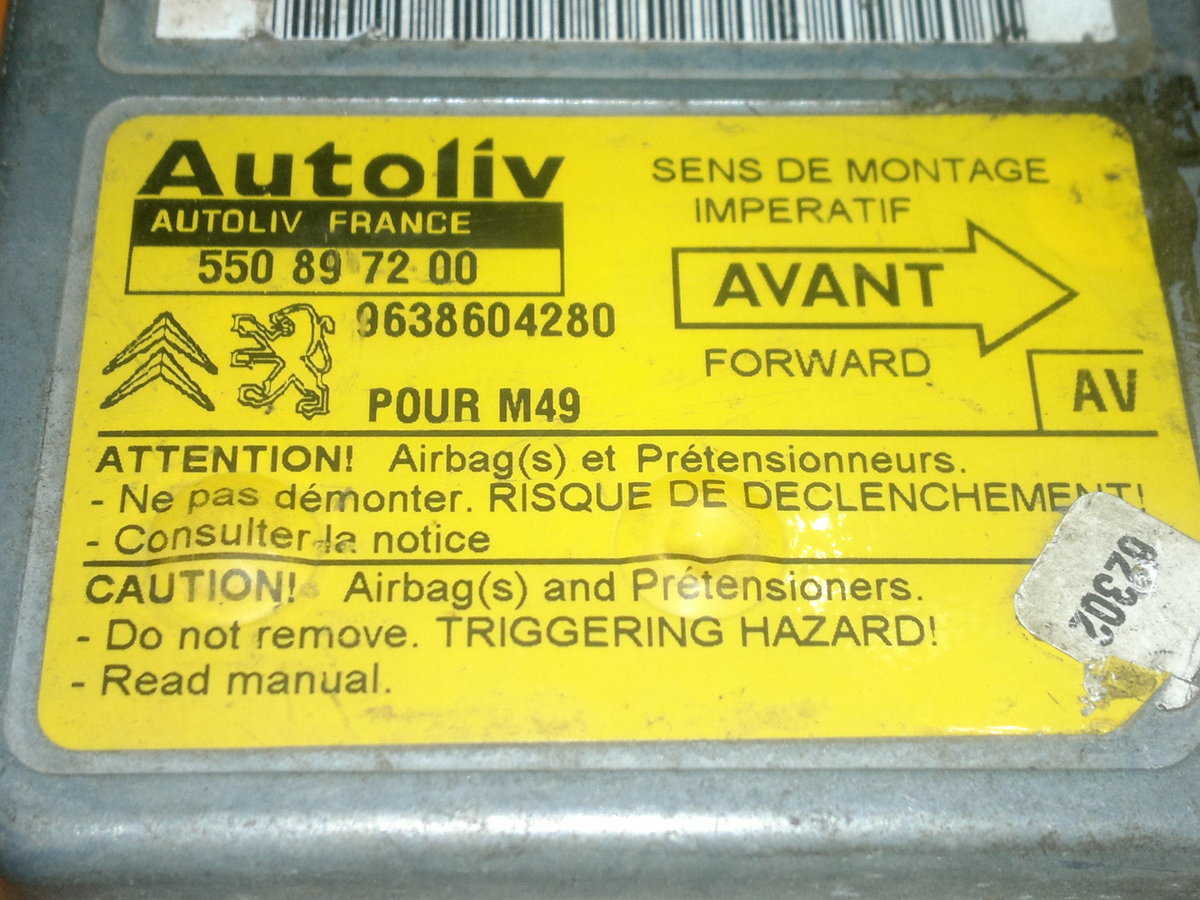 Autoliv
AUTOLIV FRANCE
550 89 72 00
9638604280
POUR M49
SENS DE MONTAGE
IMPERATIF
AVANT
FORWARD
AV
ATTENTION! Airbag(s) et Prétensionneurs.
- Ne pas démonter. RISQUE DE DECLENCHEMENT!
- Consulter la notice
CAUTION! Airbag(s) and Prétensioners.
- Do not remove. TRIGGERING HAZARD!
- Read manual.